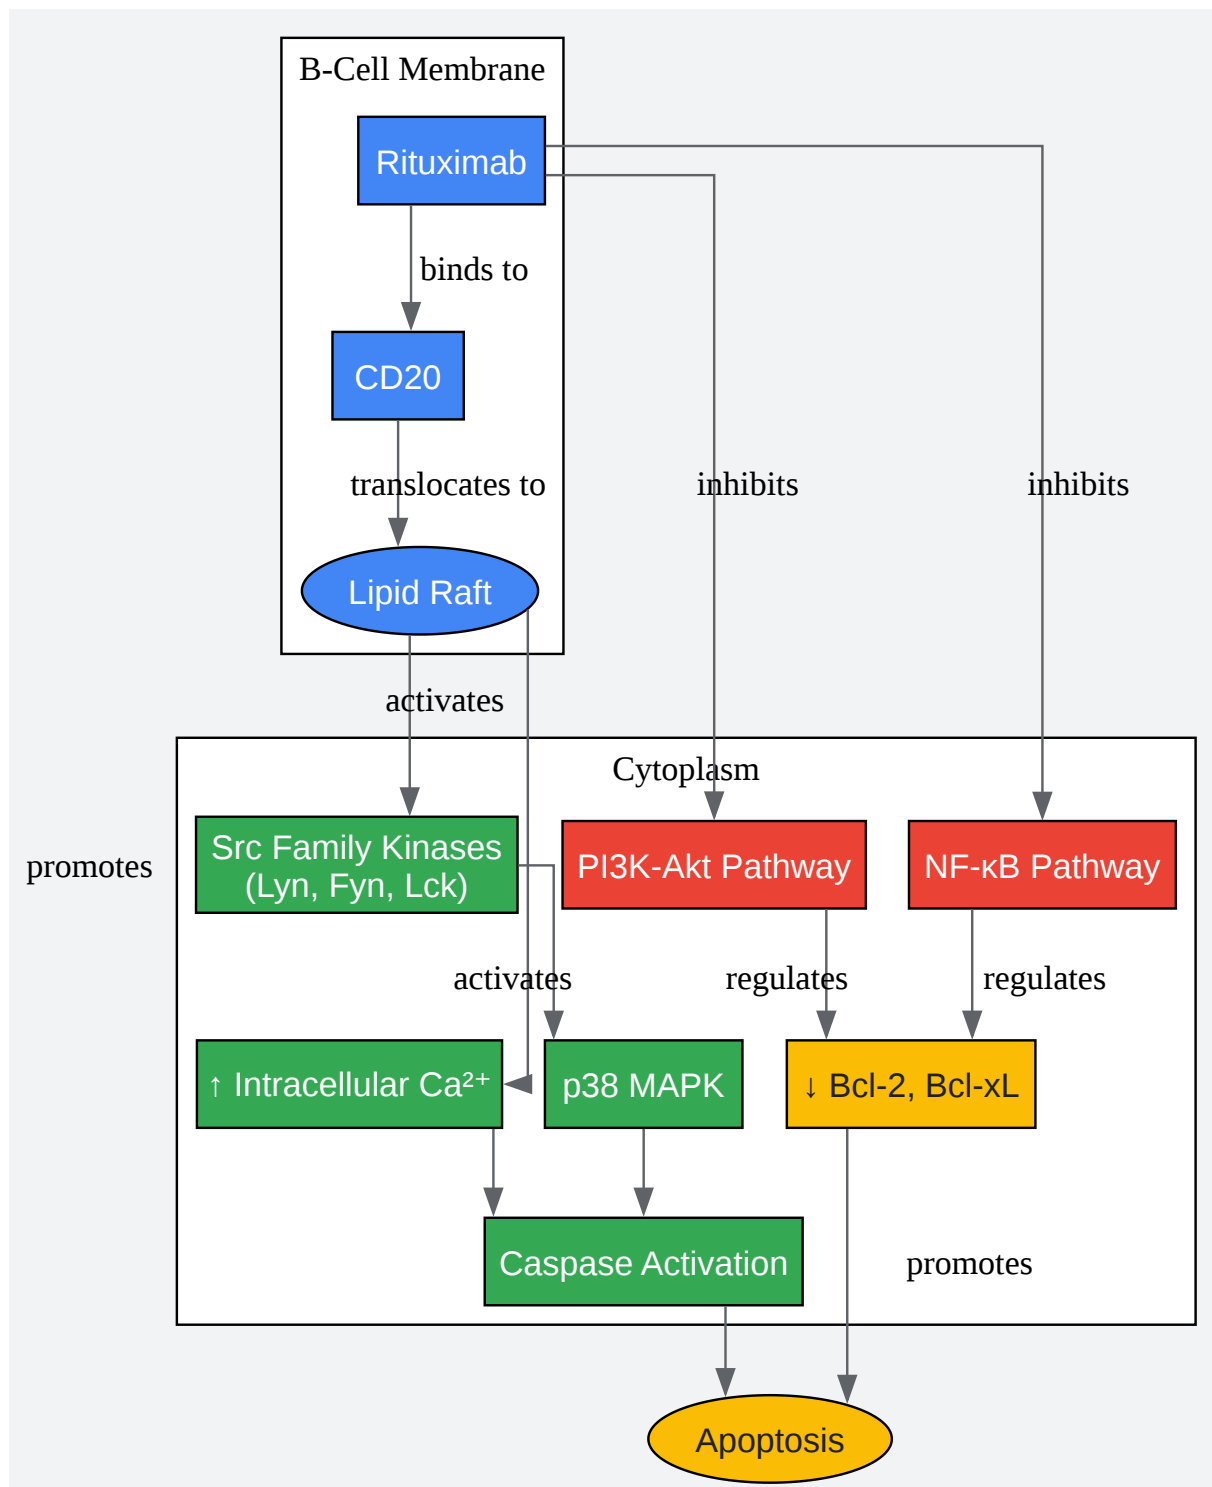 B-Cell Membrane
Rituximab
binds to
CD20
translocates to
inhibits
inhibits
Lipid Raft
activates
Cytoplasm
Src Family Kinases
(Lyn, Fyn, Lck)
PI3K-Akt Pathway
NF-κB Pathway
promotes
activates
regulates
regulates
↑ Intracellular Ca²⁺
p38 MAPK
↓ Bcl-2, Bcl-xL
Caspase Activation
promotes
Apoptosis